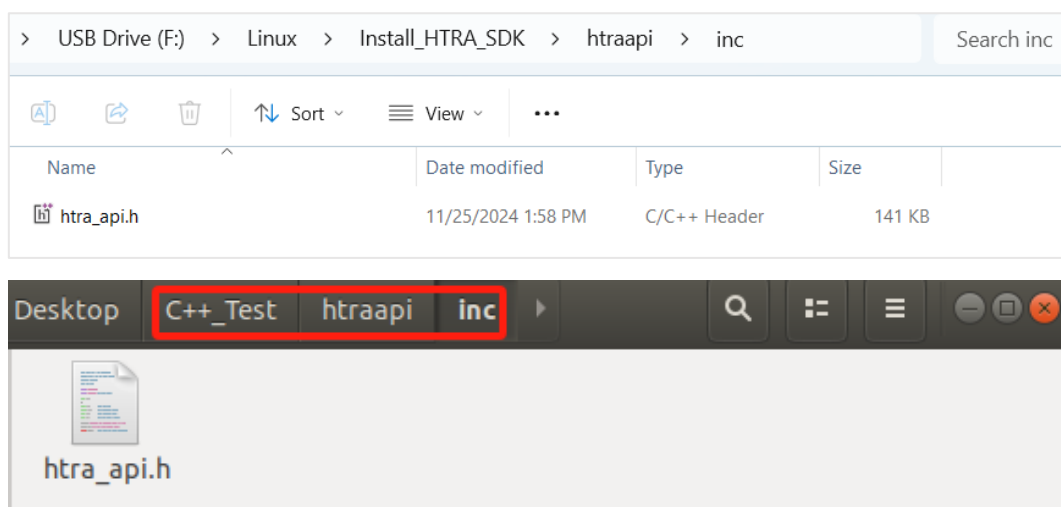 > USB Drive (F:) > Linux > Install_HTRA_SDK > htraapi > inc Search inc
Sort View ...
Name Date modified Type Size
htra_api.h 11/25/2024 1:58 PM C/C++ Header 141 KB
Desktop C++_Test htraapi inc
htra_api.h